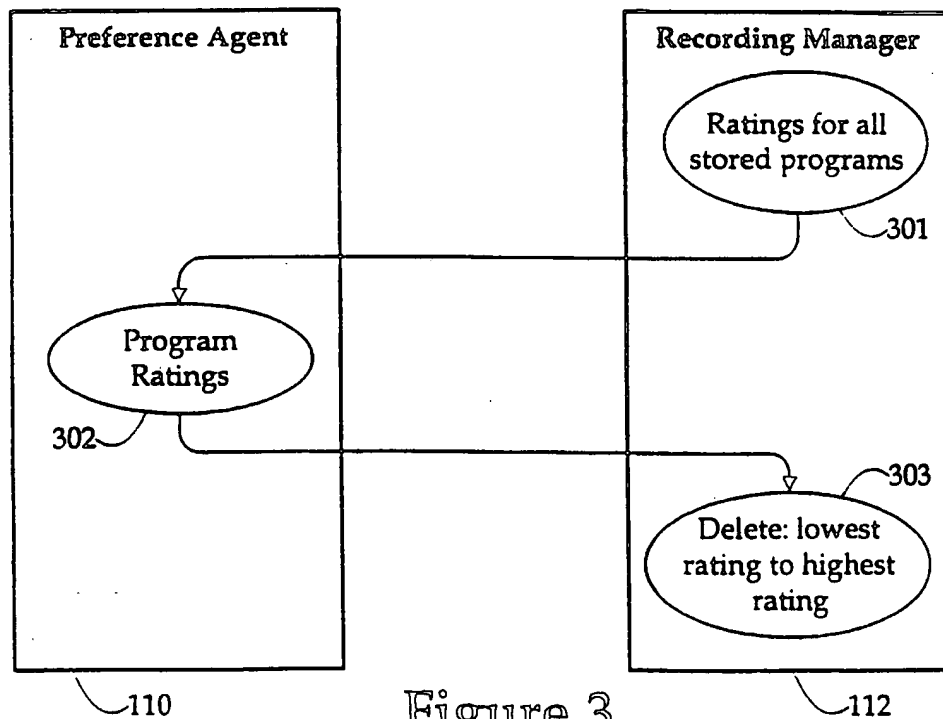 Preference Agent
Recording Manager
Ratings for all
stored programs
301
Program
Ratings
302
303
Delete: lowest
rating to highest
rating
110
Figure 3
112